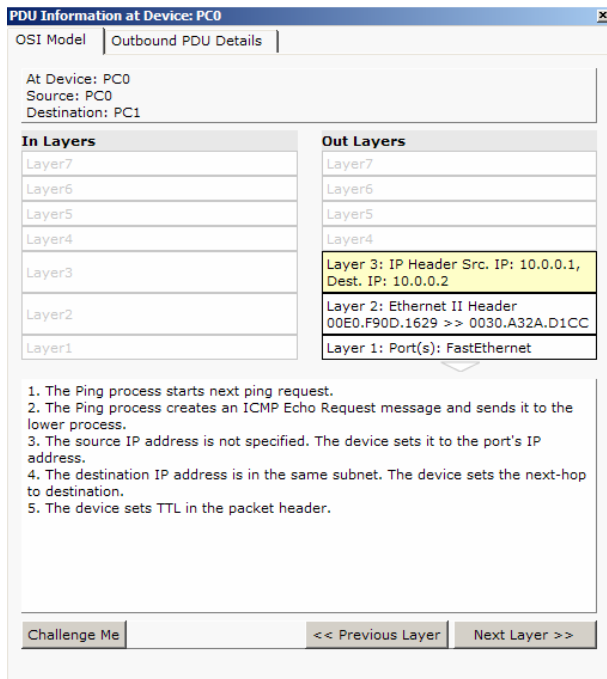 PDU Information at Device: PC0
OSI Model
Outbound PDU Details
At Device: PC0
Source: PC0
Destination: PC1
In Layers
Layer7
Layer6
Layer5
Layer4
Layer3
Layer2
Layer1
Out Layers
Layer7
Layer6
Layer5
Layer4
Layer 3: IP Header Src. IP: 10.0.0.1,
Dest. IP: 10.0.0.2
Layer 2: Ethernet II Header
00E0.F90D.1629 >> 0030.A32A.D1CC
Layer 1: Port(s): FastEthernet
1. The Ping process starts next ping request.
2. The Ping process creates an ICMP Echo Request message and sends it to the
lower process.
3. The source IP address is not specified. The device sets it to the port's IP
address.
4. The destination IP address is in the same subnet. The device sets the next-hop
to destination.
5. The device sets TTL in the packet header.
Challenge Me
<< Previous Layer
Next Layer >>